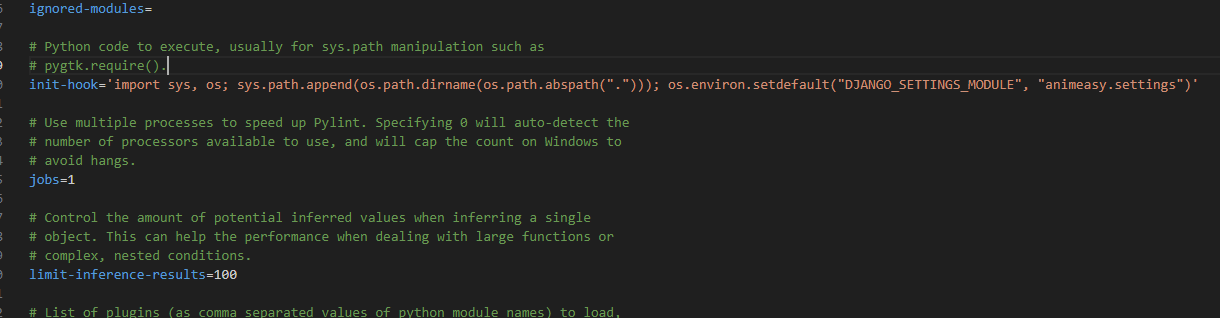 ignored-modules=
# Python code to execute, usually for sys.path manipulation such as
# pygtk.require().
init-hook='import sys, os; sys.path.append(os.path.dirname(os.path.abspath("."))); os.environ.setdefault("DJANGO_SETTINGS_MODULE", "animeasy.settings")'
# Use multiple processes to speed up Pylint. Specifying 0 will auto-detect the
# number of processors available to use, and will cap the count on Windows to
# avoid hangs.
jobs=1
# Control the amount of potential inferred values when inferring a single
# object. This can help the performance when dealing with large functions or
# complex, nested conditions.
limit-inference-results=100
# List of plugins (as comma separated values of python module names) to load,